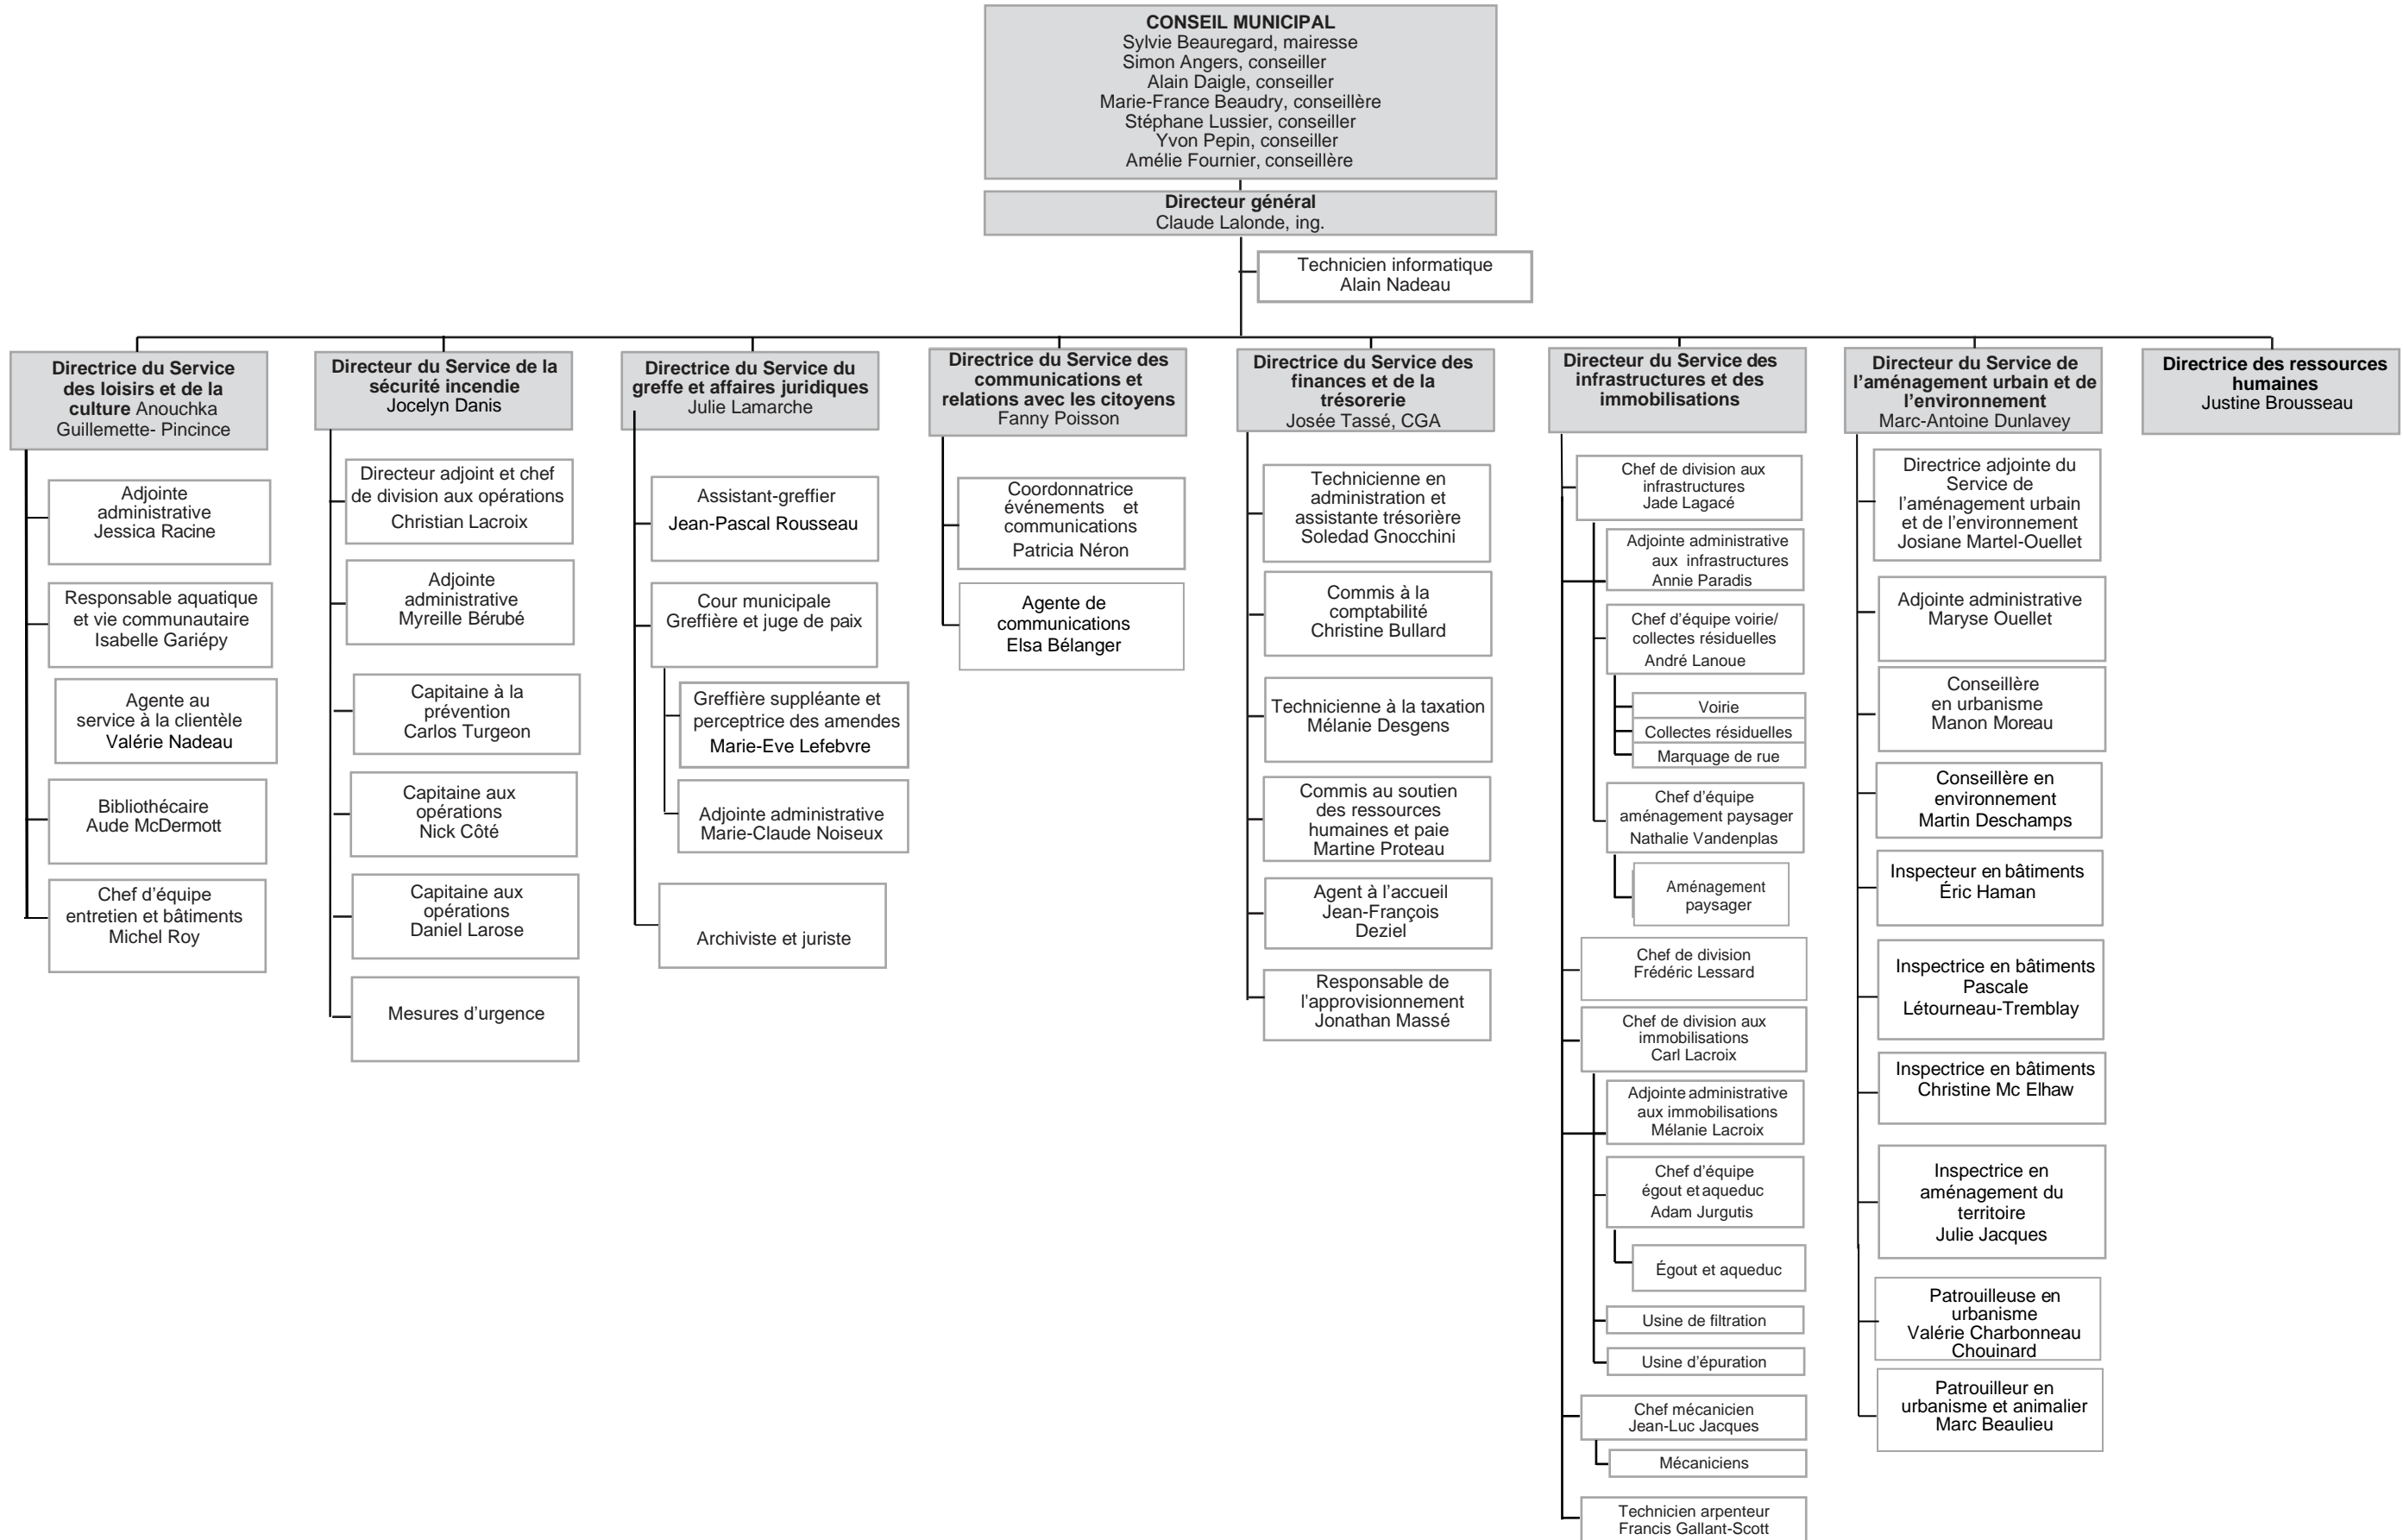 CONSEIL MUNICIPAL
Sylvie Beauregard, mairesse
Simon Angers, conseiller
Alain Daigle, conseiller
Marie-France Beaudry, conseillère
Stéphane Lussier, conseiller
Yvon Pepin, conseiller
Amélie Fournier, conseillère
Directeur général
Claude Lalonde, ing.
Technicien informatique
Alain Nadeau
Directrice du Service
des loisirs et de la
culture Anouchka
Guillemette- Pincince
Adjointe
administrative
Jessica Racine
Responsable aquatique
et vie communautaire
Isabelle Gariépy
Agente au
service à la clientèle
Valérie Nadeau
Bibliothécaire
Aude McDermott
Chef d’équipe
entretien et bâtiments
Michel Roy
Directeur du Service de la
sécurité incendie
Jocelyn Danis
Directeur adjoint et chef
de division aux opérations
Christian Lacroix
Adjointe
administrative
Myreille Bérubé
Capitaine à la
prévention
Carlos Turgeon
Capitaine aux
opérations
Nick Côté
Capitaine aux
opérations
Daniel Larose
Mesures d’urgence
Directrice du Service du
greffe et affaires juridiques
Julie Lamarche
Assistant-greffier
Jean-Pascal Rousseau
Cour municipale
Greffière et juge de paix
Greffière suppléante et
perceptrice des amendes
Marie-Eve Lefebvre
Adjointe administrative
Marie-Claude Noiseux
Archiviste et juriste
Directrice du Service des
communications et
relations avec les citoyens
Fanny Poisson
Coordonnatrice
événements et
communications
Patricia Néron
Agente de
communications
Elsa Bélanger
Directrice du Service des
finances et de la
trésorerie
Josée Tassé, CGA
Technicienne en
administration et
assistante trésorière
Soledad Gnocchini
Commis à la
comptabilité
Christine Bullard
Technicienne à la taxation
Mélanie Desgens
Commis au soutien
des ressources
humaines et paie
Martine Proteau
Agent à l’accueil
Jean-François
Deziel
Responsable de
l’approvisionnement
Jonathan Massé
Directeur du Service des
infrastructures et des
immobilisations
Chef de division aux
infrastructures
Jade Lagacé
Adjointe administrative
aux infrastructures
Annie Paradis
Chef d’équipe voirie/
collectes résiduelles
André Lanoue
Voirie
Collectes résiduelles
Marquage de rue
Chef d’équipe
aménagement paysager
Nathalie Vandenplas
Aménagement
paysager
Chef de division
Frédéric Lessard
Chef de division aux
immobilisations
Carl Lacroix
Adjointe administrative
aux immobilisations
Mélanie Lacroix
Chef d’équipe
égout et aqueduc
Adam Jurgutis
Égout et aqueduc
Usine de filtration
Usine d’épuration
Chef mécanicien
Jean-Luc Jacques
Mécaniciens
Technicien arpenteur
Francis Gallant-Scott
Directeur du Service de
l’aménagement urbain et de
l’environnement
Marc-Antoine Dunlavey
Directrice adjointe du
Service de
l’aménagement urbain
et de l’environnement
Josiane Martel-Ouellet
Adjointe administrative
Maryse Ouellet
Conseillère
en urbanisme
Manon Moreau
Conseillère en
environnement
Martin Deschamps
Inspecteur en bâtiments
Éric Haman
Inspectrice en bâtiments
Pascale
Létourneau-Tremblay
Inspectrice en bâtiments
Christine Mc Elhaw
Inspectrice en
aménagement du
territoire
Julie Jacques
Patrouilleuse en
urbanisme
Valérie Charbonneau
Chouinard
Patrouilleur en
urbanisme et animalier
Marc Beaulieu
Directrice des ressources
humaines
Justine Brousseau